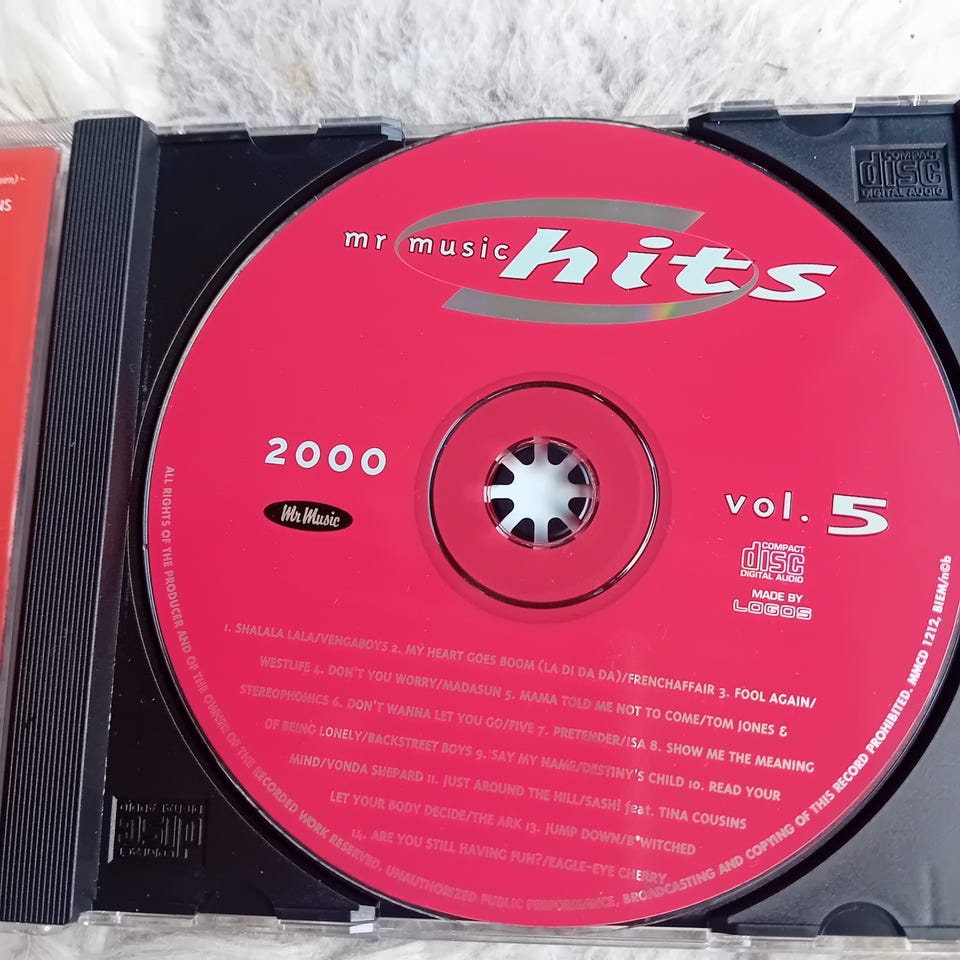 sen) -
NS
COMPACT
disc
DIGITAL AUDIO
mr music hits
2000
Mr Music
vol. 5
COMPACT
disc
DIGITAL AUDIO
MADE BY
LOGOS
1. SHALALA LALA/VENGABOYS 2. MY HEART GOES BOOM (LA DI DA DA)/FRENCHAFFAIR 3. FOOL AGAIN/
WESTLIFE 4. DON'T YOU WORRY/MADASUN 5. MAMA TOLD ME NOT TO COME/TOM JONES &
STEREOPHONICS 6. DON'T WANNA LET YOU GO/FIVE 7. PRETENDER/ISA 8. SHOW ME THE MEANING
OF BEING LONELY/BACKSTREET BOYS 9. SAY MY NAME/DESTINY'S CHILD 10. READ YOUR
MIND/VONDA SHEPARD 11. JUST AROUND THE HILL/SASH! feat. TINA COUSINS
LET YOUR BODY DECIDE/THE ARK 13. JUMP DOWN/B*WITCHED
14. ARE YOU STILL HAVING FUN?/EAGLE-EYE CHERRY
ALL RIGHTS OF THE PRODUCER AND OF THE OWNER OF THE RECORDED WORK RESERVED. UNAUTHORIZED PUBLIC PERFORMANCE, BROADCASTING AND COPYING OF THIS RECORD PROHIBITED. MMCD 1212, BIEM/n©b
COMPACT
disc
DIGITAL AUDIO